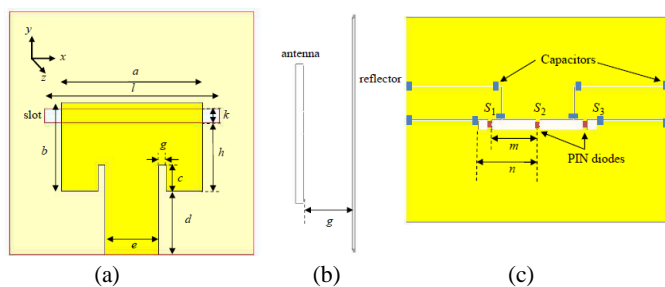 y
x
z
a
l
slot
k
b
g
h
c
d
e
(a)
antenna
reflector
g
(b)
Capacitors
S1
S2
S3
m
PIN diodes
n
(c)